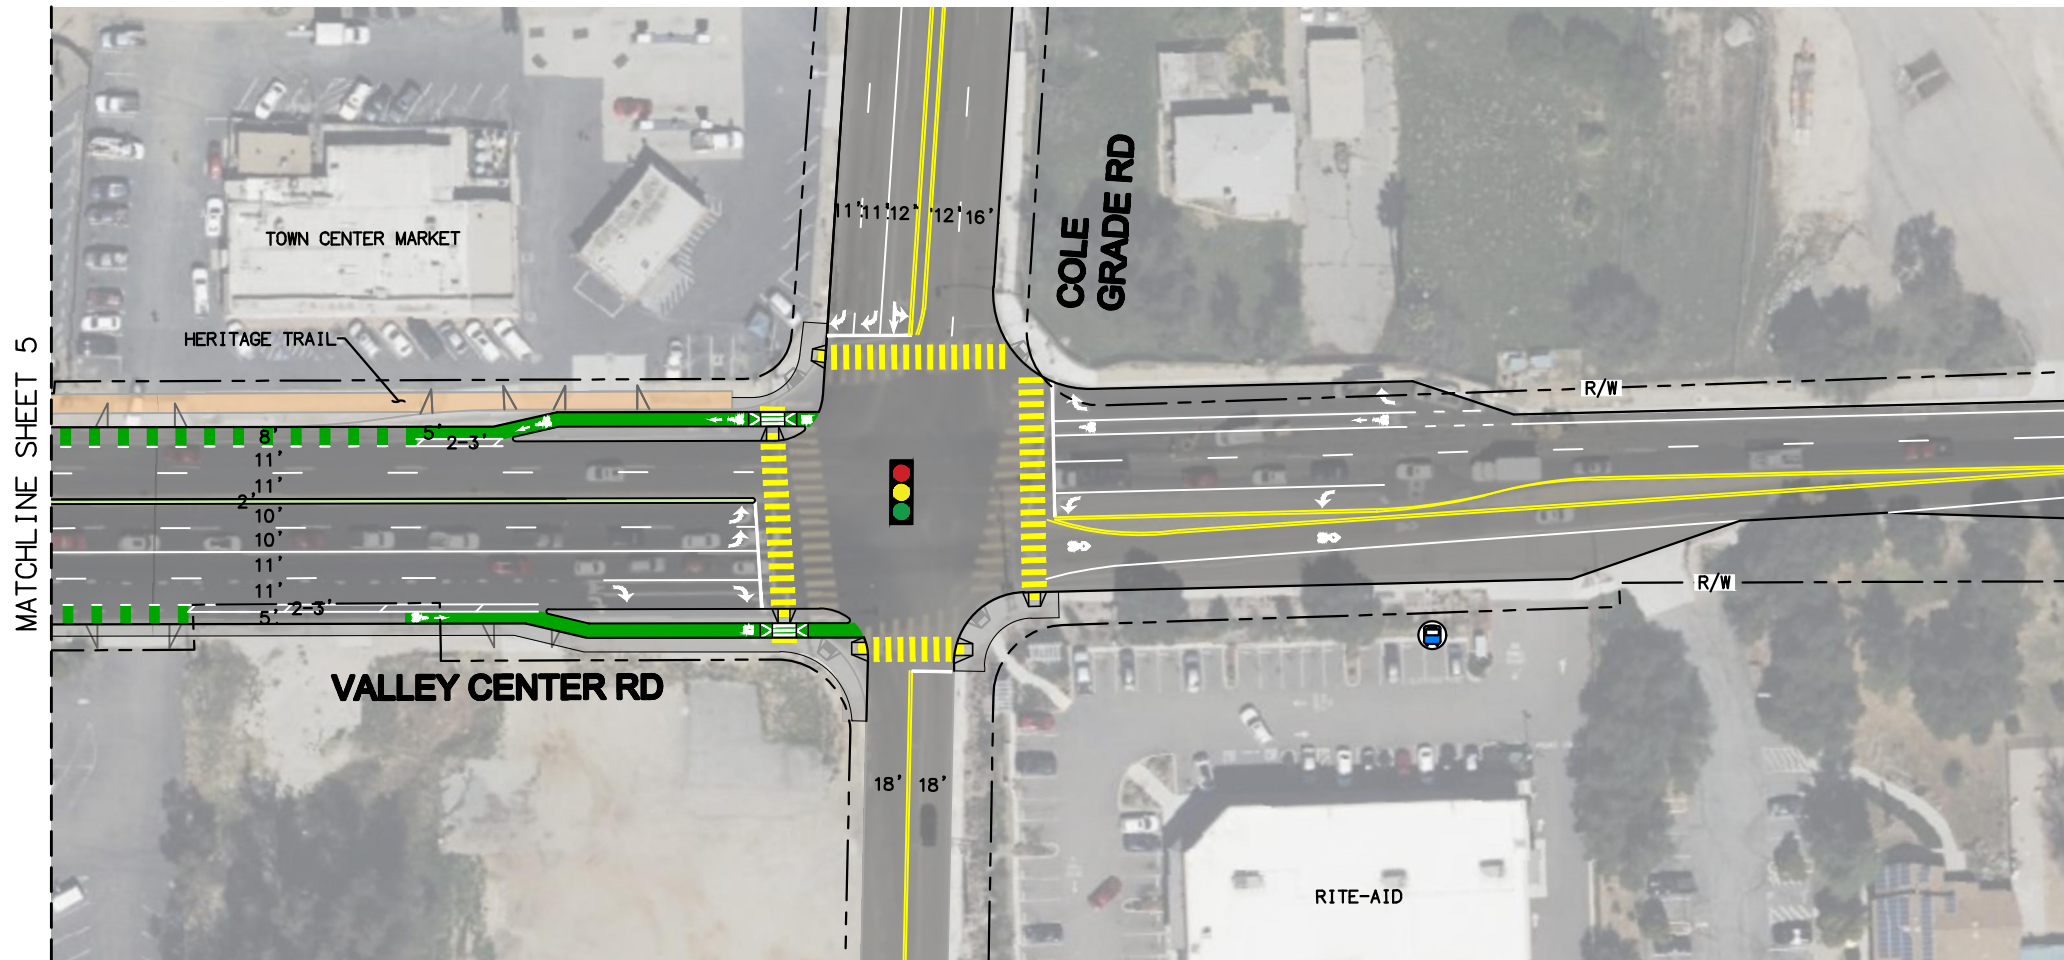 MATCHLINE SHEET 5
TOWN CENTER MARKET
HERITAGE TRAIL
COLE
GRADE RD
11' 11' 12' 12' 16'
R/W
8'
5'
2-3'
11'
11'
2'
10'
10'
11'
11'
2-3'
5'
R/W
VALLEY CENTER RD
18' 18'
RITE-AID